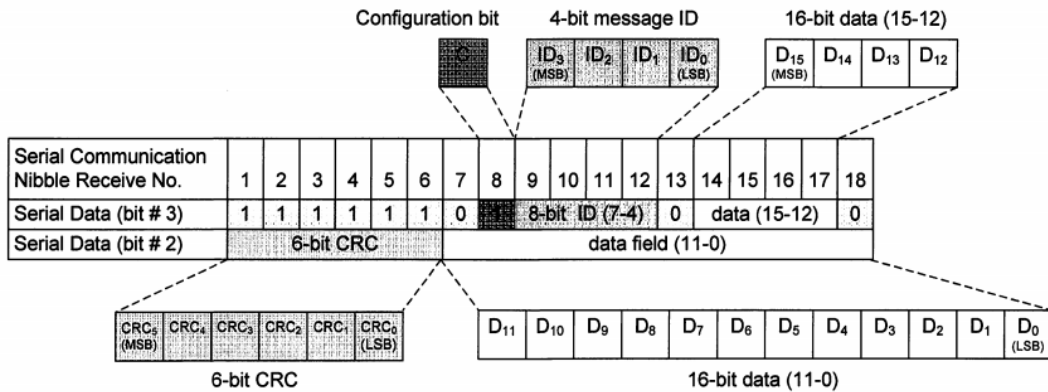 Configuration bit 4-bit message ID 16-bit data (15-12)
C ID3 (MSB) ID2 ID1 ID0 (LSB) D15 (MSB) D14 D13 D12
Serial Communication
Nibble Receive No. 1 2 3 4 5 6 7 8 9 10 11 12 13 14 15 16 17 18
Serial Data (bit # 3) 1 1 1 1 1 1 0 1 8-bit ID (7-4) 0 data (15-12) 0
Serial Data (bit # 2) 6-bit CRC data field (11-0)
CRC5 (MSB) CRC4 CRC3 CRC2 CRC1 CRC0 (LSB) D11 D10 D9 D8 D7 D6 D5 D4 D3 D2 D1 D0 (LSB)
6-bit CRC 16-bit data (11-0)